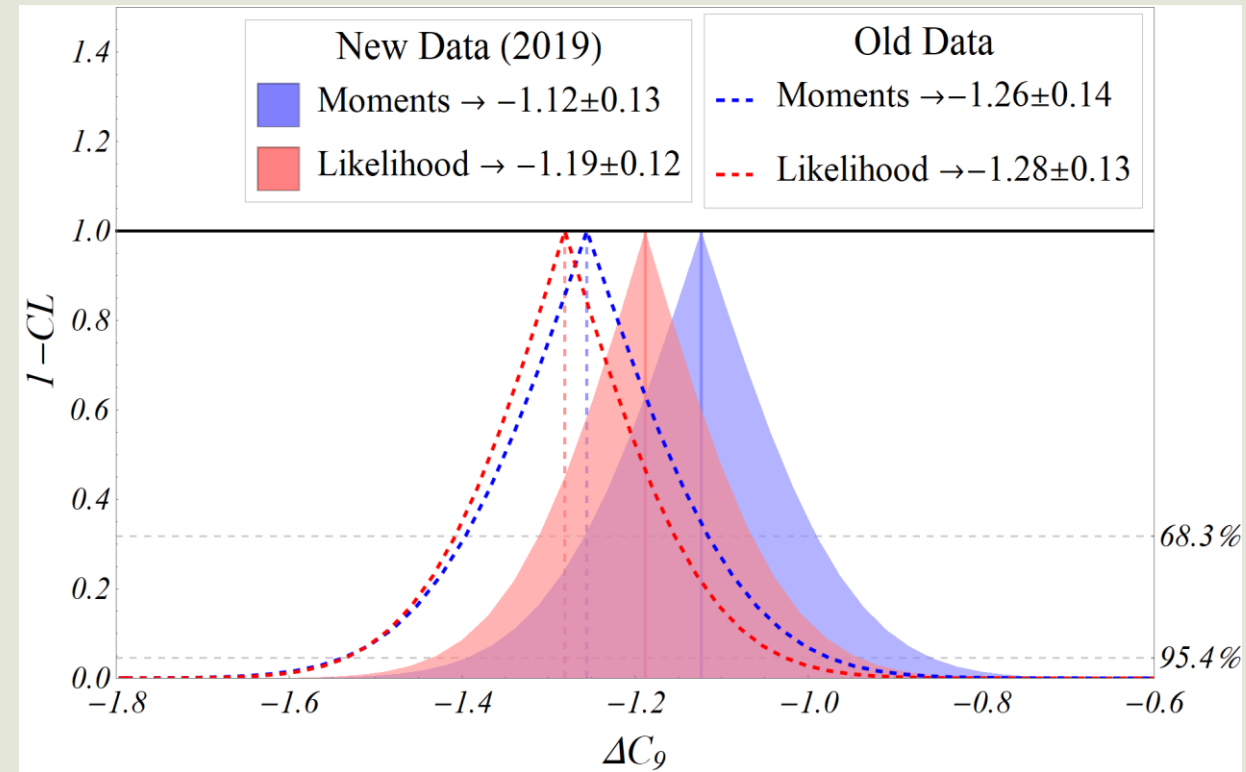 New Data (2019)
Moments → −1.12±0.13
Likelihood → −1.19±0.12
Old Data
Moments →−1.26±0.14
Likelihood →−1.28±0.13
1.4
1.2
1.0
0.8
0.6
0.4
0.2
0.0
1−CL
68.3%
95.4%
−1.8
−1.6
−1.4
−1.2
−1.0
−0.8
−0.6
ΔC₉